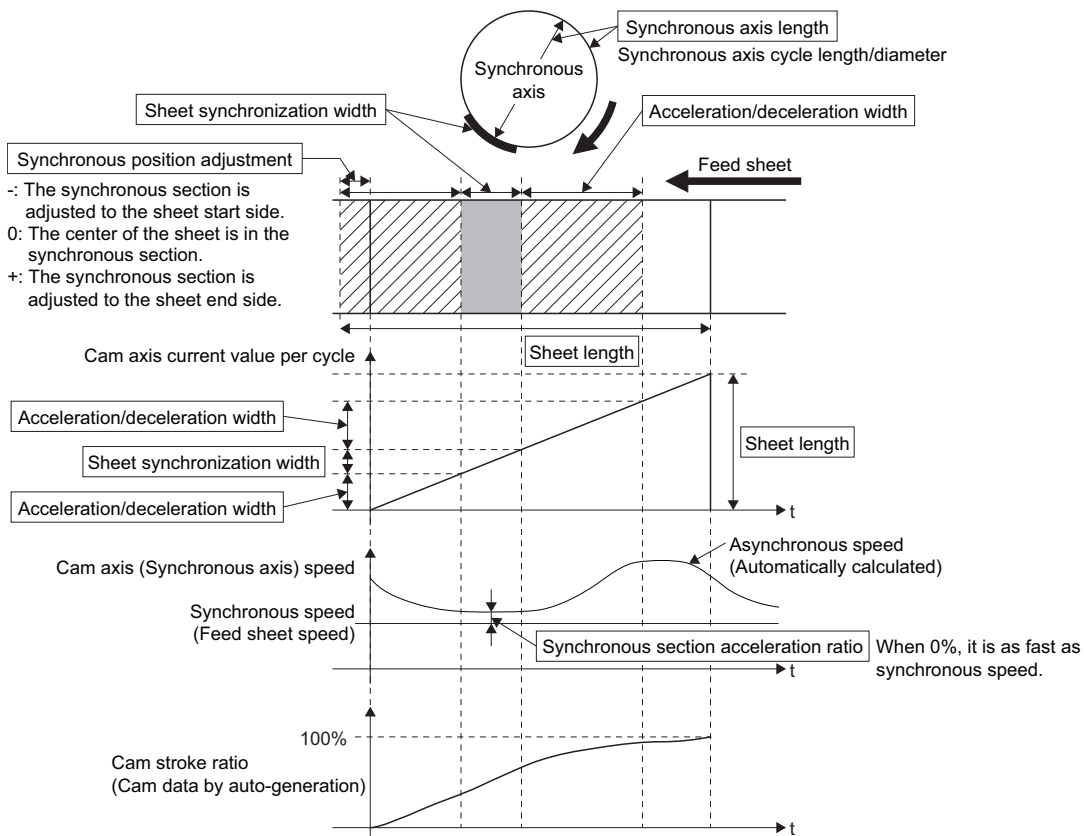 Synchronous axis length
Synchronous axis cycle length/diameter
Synchronous
axis
Sheet synchronization width
Acceleration/deceleration width
Synchronous position adjustment
Feed sheet
-: The synchronous section is
adjusted to the sheet start side.
0: The center of the sheet is in the
synchronous section.
+: The synchronous section is
adjusted to the sheet end side.
Sheet length
Cam axis current value per cycle
Acceleration/deceleration width
Sheet synchronization width
Sheet length
Acceleration/deceleration width
t
Asynchronous speed
(Automatically calculated)
Cam axis (Synchronous axis) speed
Synchronous speed
(Feed sheet speed)
Synchronous section acceleration ratio
When 0%, it is as fast as
synchronous speed.
t
100%
Cam stroke ratio
(Cam data by auto-generation)
t